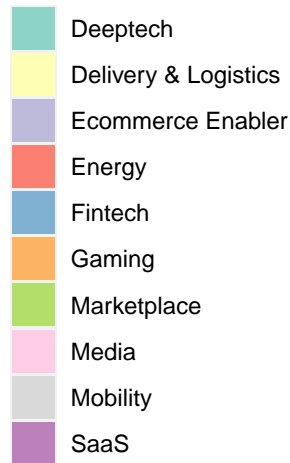 Deeptech
Delivery & Logistics
Ecommerce Enabler
Energy
Fintech
Gaming
Marketplace
Media
Mobility
SaaS